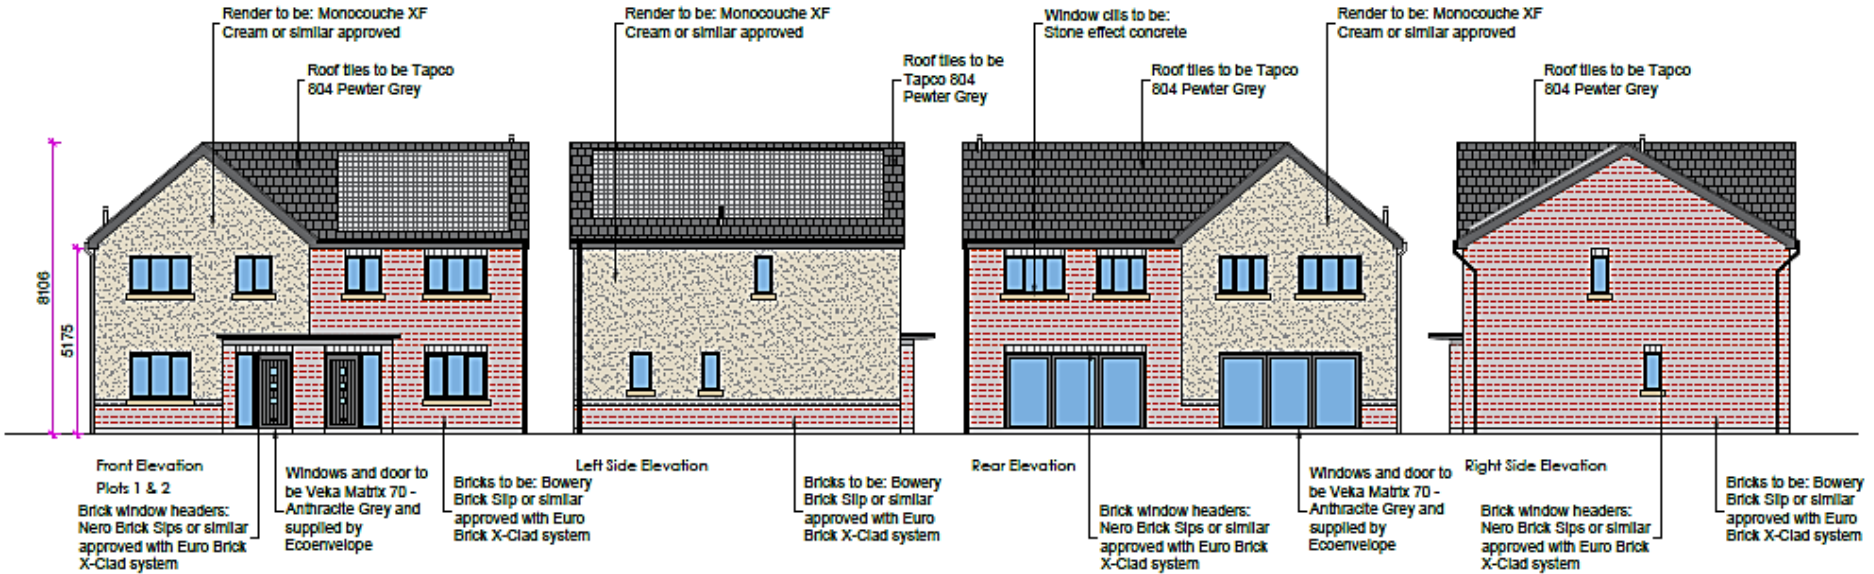 Render to be: Monocouche XF
Cream or similar approved
Roof tiles to be Tapco
804 Pewter Grey
8106
5175
Front Elevation
Plots 1 & 2
Brick window headers:
Nero Brick Slps or similar
approved with Euro Brick
X-Clad system
Windows and door to
be Veka Matrix 70 -
Anthracite Grey and
supplied by
Ecoenvelope
Bricks to be: Bowery
Brick Slip or similar
approved with Euro
Brick X-Clad system
Render to be: Monocouche XF
Cream or similar approved
Roof tiles to be
Tapco 804
Pewter Grey
Left Side Elevation
Bricks to be: Bowery
Brick Slip or similar
approved with Euro
Brick X-Clad system
Window cills to be:
Stone effect concrete
Roof tiles to be Tapco
804 Pewter Grey
Render to be: Monocouche XF
Cream or similar approved
Rear Elevation
Brick window headers:
Nero Brick Slps or similar
approved with Euro Brick
X-Clad system
Windows and door to
be Veka Matrix 70 -
Anthracite Grey and
supplied by
Ecoenvelope
Roof tiles to be Tapco
804 Pewter Grey
Right Side Elevation
Brick window headers:
Nero Brick Slps or similar
approved with Euro Brick
X-Clad system
Bricks to be: Bowery
Brick Slip or similar
approved with Euro
Brick X-Clad system